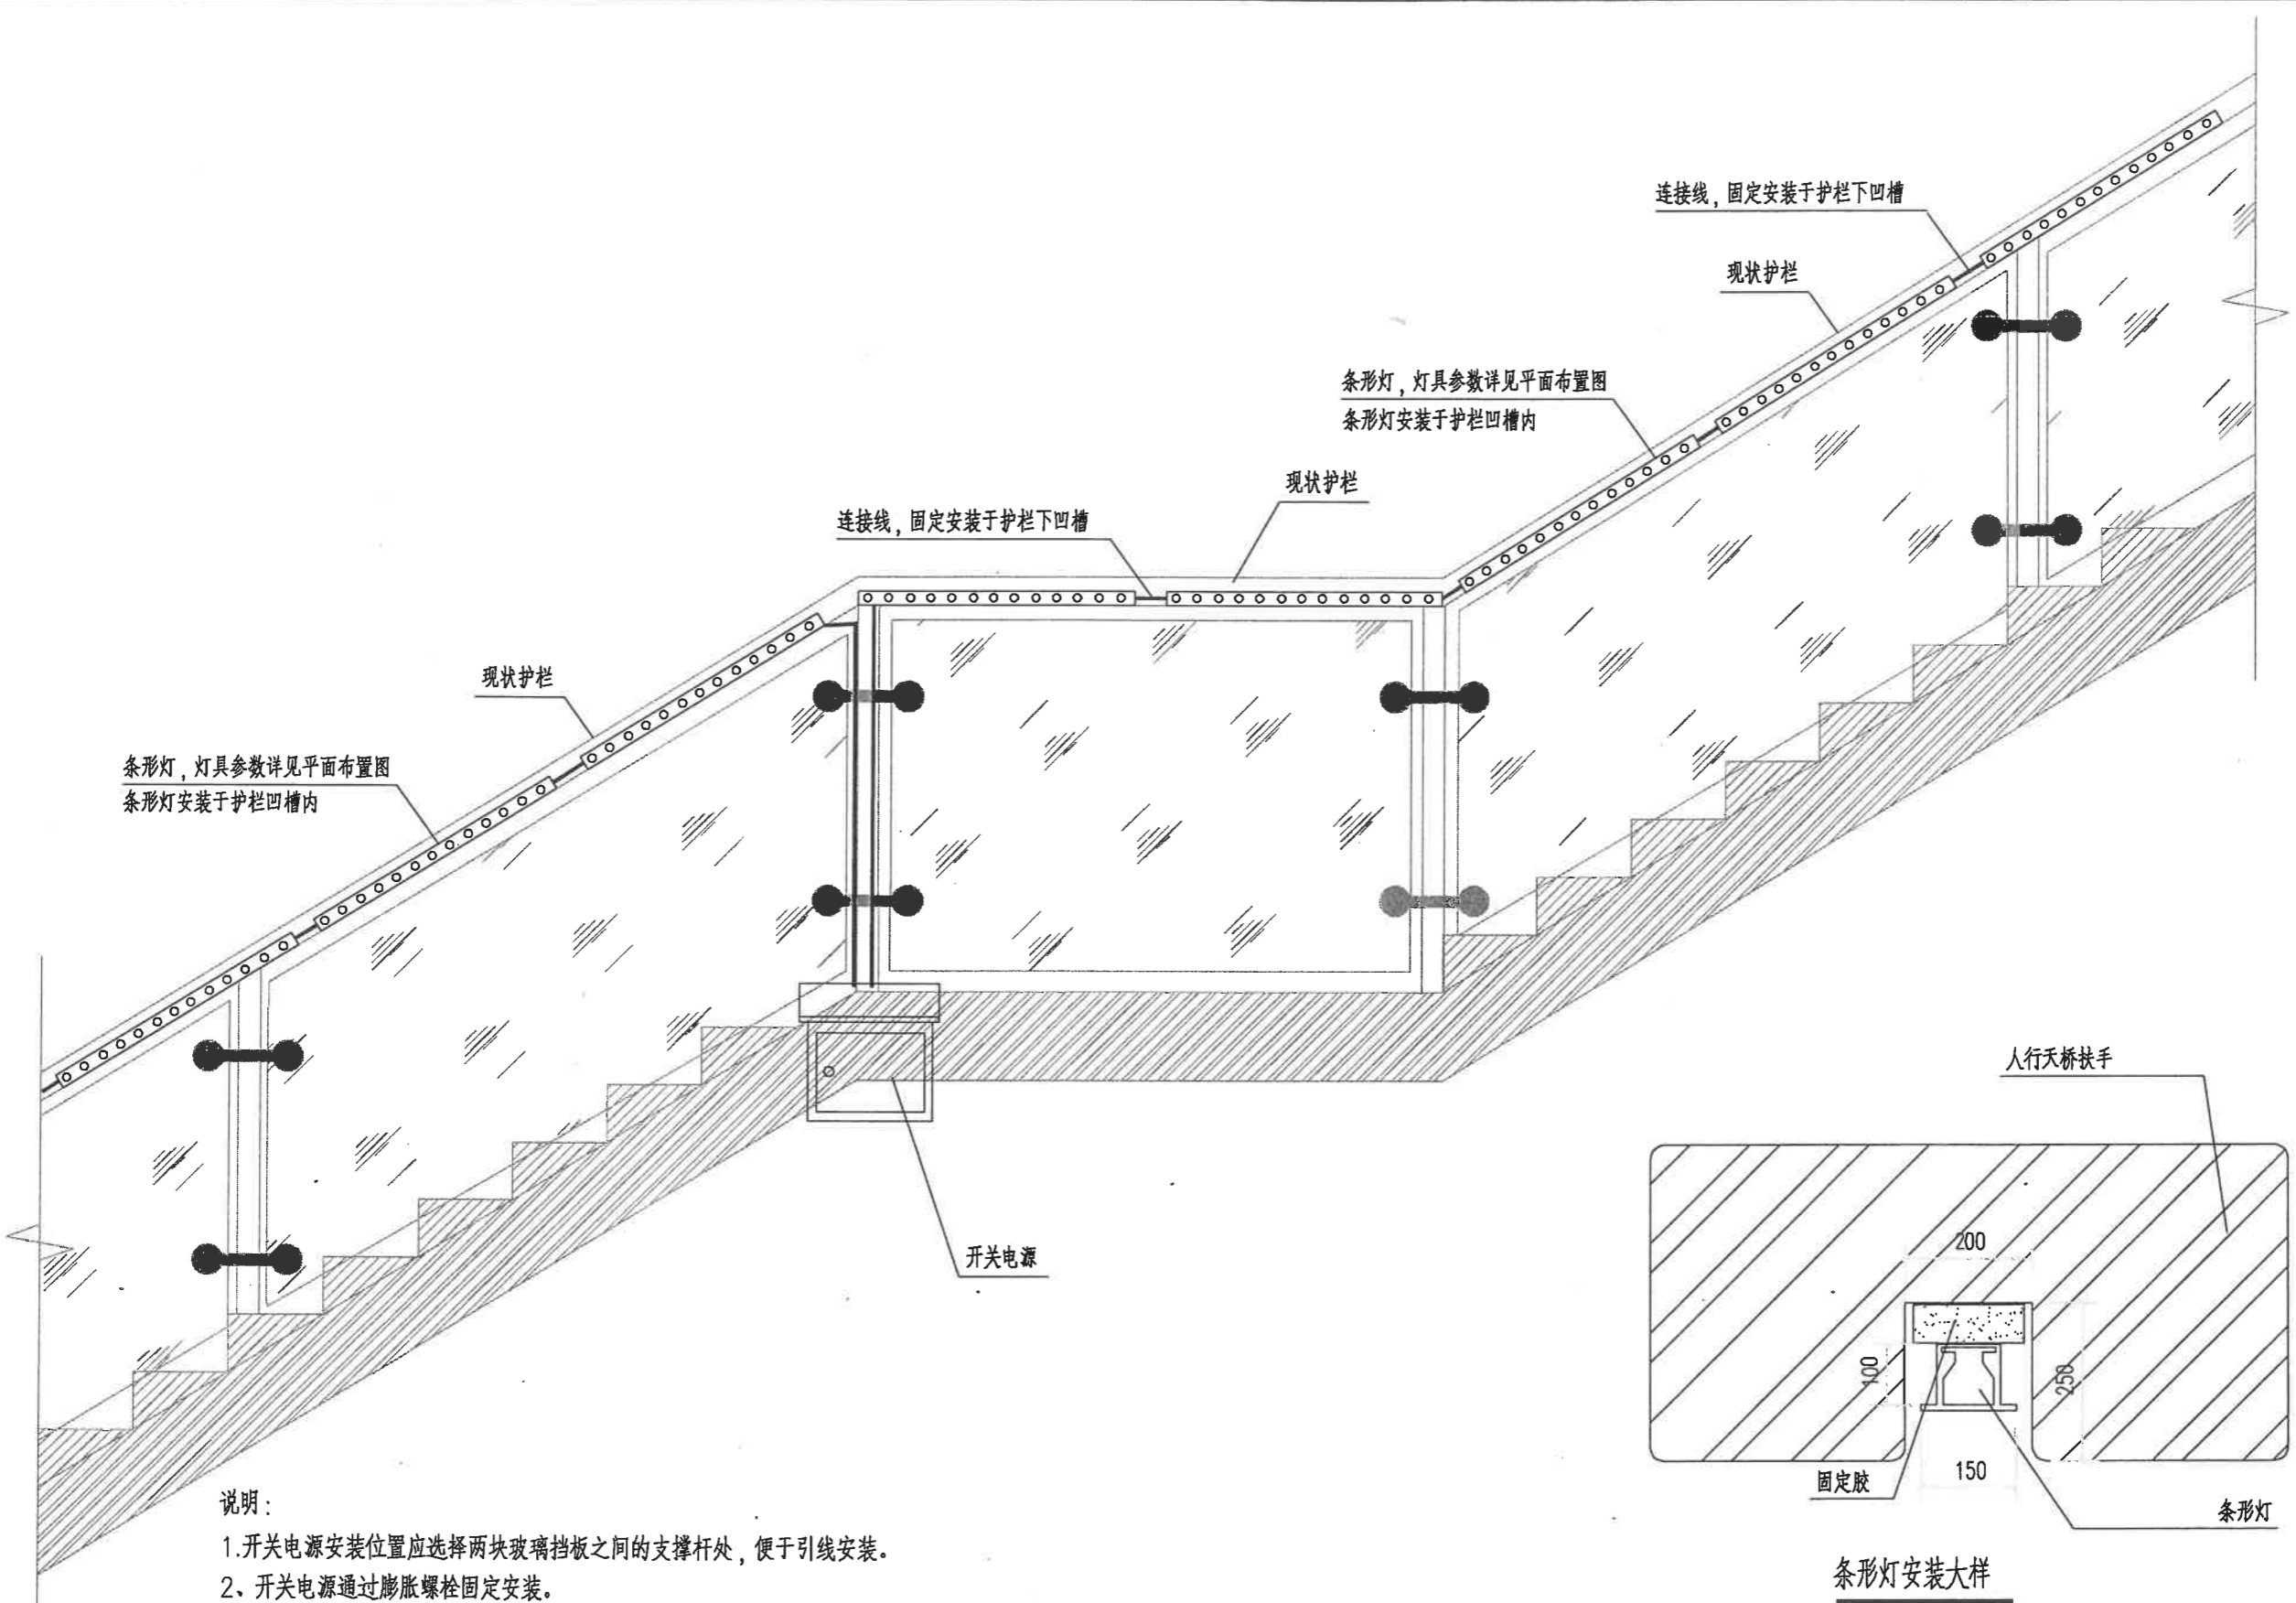 连接线，固定安装于护栏下凹槽
现状护栏
条形灯，灯具参数详见平面布置图
条形灯安装于护栏凹槽内
现状护栏
连接线，固定安装于护栏下凹槽
现状护栏
条形灯，灯具参数详见平面布置图
条形灯安装于护栏凹槽内
开关电源
人行天桥扶手
200
100
250
150
固定胶
条形灯
条形灯安装大样
说明：
1.开关电源安装位置应选择两块玻璃挡板之间的支撑杆处，便于引线安装。
2、开关电源通过膨胀螺栓固定安装。